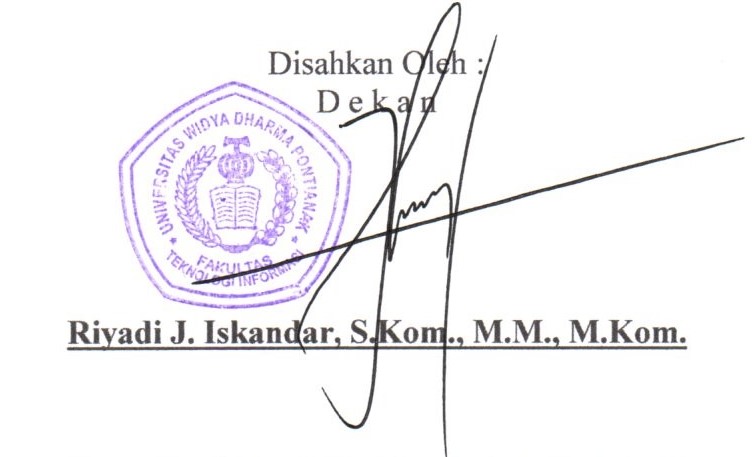 Disahkan Oleh :
D e k a n
UNIVERSITAS WIDYA DHARMA PONTIANAK
FAKULTAS
TEKNOLOGI INFORMASI
Riyadi J. Iskandar, S.Kom., M.M., M.Kom.